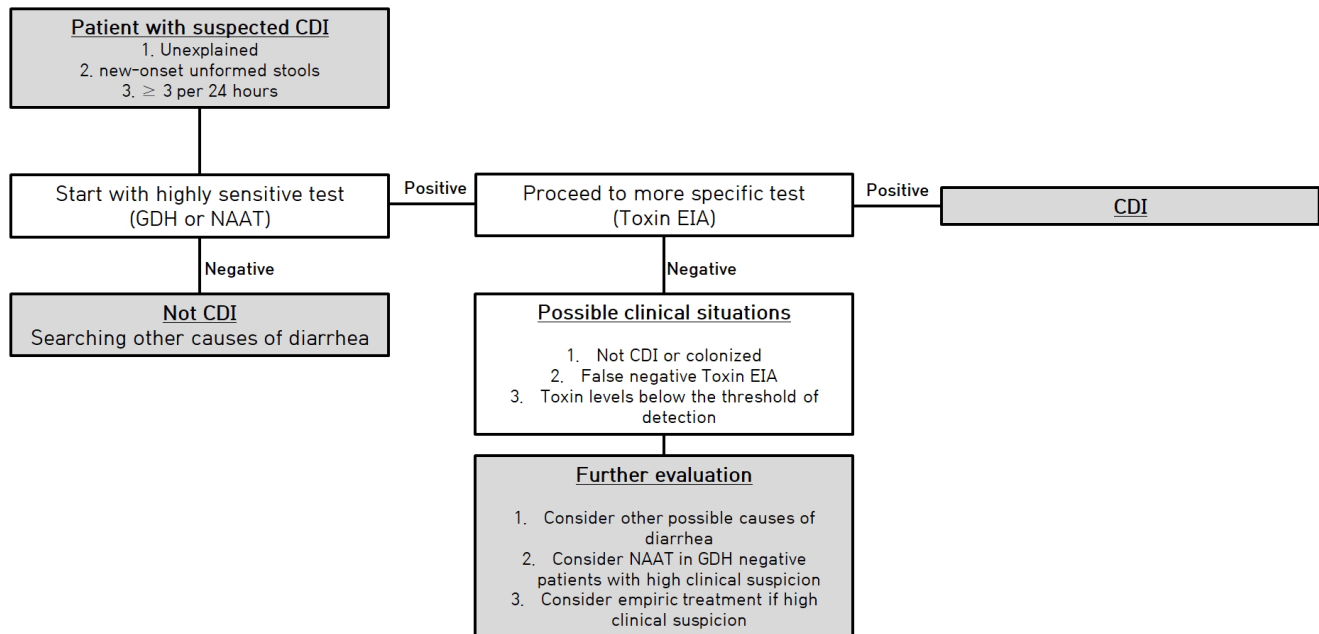 Patient with suspected CDI
1. Unexplained
2. new-onset unformed stools
3. ≥ 3 per 24 hours
Start with highly sensitive test
(GDH or NAAT)
Positive
Proceed to more specific test
(Toxin EIA)
Positive
CDI
Negative
Not CDI
Searching other causes of diarrhea
Negative
Possible clinical situations
1. Not CDI or colonized
2. False negative Toxin EIA
3. Toxin levels below the threshold of
detection
Further evaluation
1. Consider other possible causes of
diarrhea
2. Consider NAAT in GDH negative
patients with high clinical suspicion
3. Consider empiric treatment if high
clinical suspicion